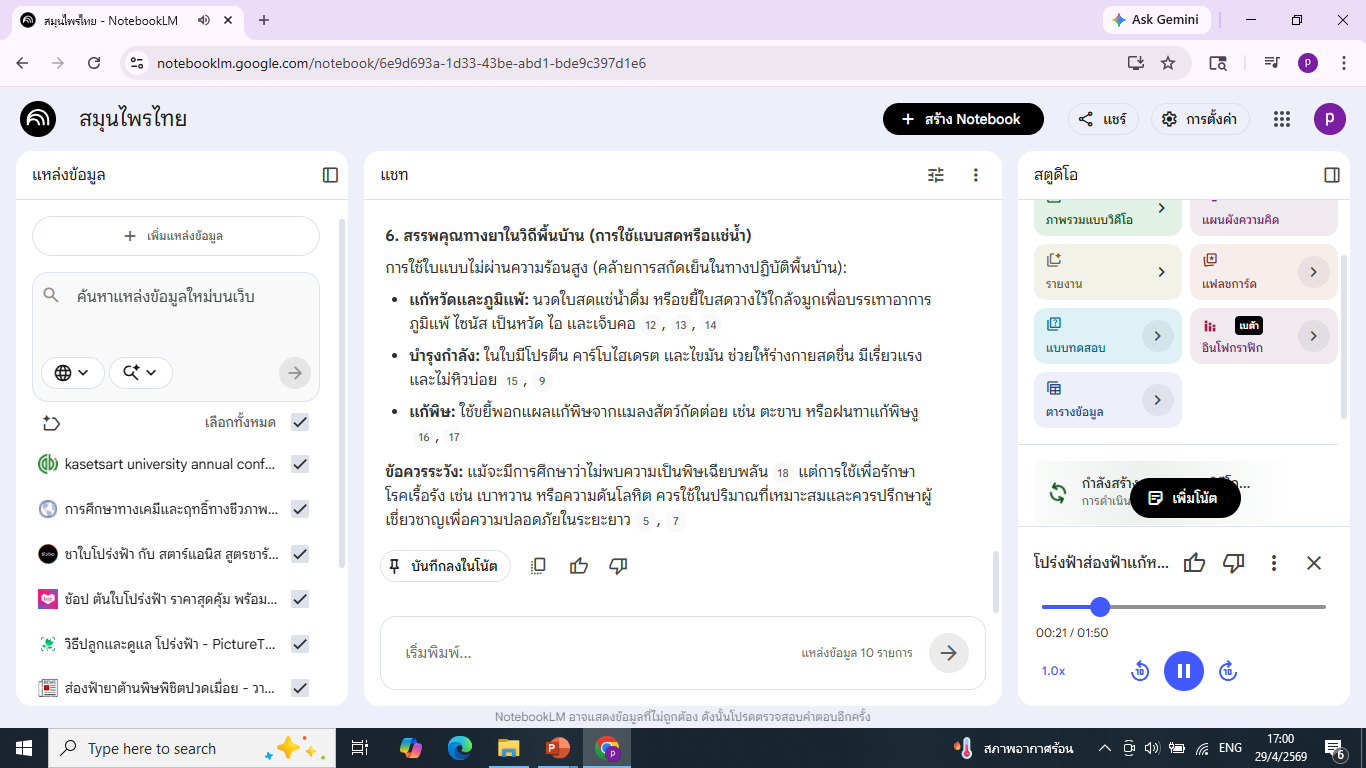 สมุนไพรไทย - NotebookLM
Ask Gemini
notebooklm.google.com/notebook/6e9d693a-1d33-43be-abd1-bde9c397d1e6
p
สมุนไพรไทย
สร้าง Notebook
แชร์
การตั้งค่า
p
แหล่งข้อมูล
เพิ่มแหล่งข้อมูล
ค้นหาแหล่งข้อมูลใหม่บนเว็บ
เลือกทั้งหมด
kasetsart university annual conf...
การศึกษาทางเคมีและฤทธิ์ทางชีวภาพ...
ชาใบโปร่งฟ้า กับ สตาร์แอนิส สูตรชารั...
ช้อป ต้นใบโปร่งฟ้า ราคาสุดคุ้ม พร้อม...
วิธีปลูกและดูแล โปร่งฟ้า - PictureT...
ส่องฟ้ายาต้านพิษพิชิตปวดเมื่อย - วา...
แชท
6. สรรพคุณทางยาในวิถีพื้นบ้าน (การใช้แบบสดหรือแช่น้ำ)
การใช้ใบแบบไม่ผ่านความร้อนสูง (คล้ายการสกัดเย็นในทางปฏิบัติพื้นบ้าน):
• แก้หวัดและภูมิแพ้: นวดใบสดแช่น้ำดื่ม หรือขยี้ใบสดวางไว้ใกล้จมูกเพื่อบรรเทาอาการ
ภูมิแพ้ ไซนัส เป็นหวัด ไอ และเจ็บคอ 12 , 13 , 14
• บำรุงกำลัง: ในใบมีโปรตีน คาร์โบไฮเดรต และไขมัน ช่วยให้ร่างกายสดชื่น มีเรี่ยวแรง
และไม่หิวบ่อย 15 , 9
• แก้พิษ: ใช้ขยี้พอกแผลแก้พิษจากแมลงสัตว์กัดต่อย เช่น ตะขาบ หรือฝนทาแก้พิษงู
16 , 17
ข้อควรระวัง: แม้จะมีการศึกษาว่าไม่พบความเป็นพิษเฉียบพลัน 18 แต่การใช้เพื่อรักษา
โรคเรื้อรัง เช่น เบาหวาน หรือความดันโลหิต ควรใช้ในปริมาณที่เหมาะสมและควรปรึกษาผู้
เชี่ยวชาญเพื่อความปลอดภัยในระยะยาว 5 , 7
บันทึกลงในโน้ต
เริ่มพิมพ์...
แหล่งข้อมูล 10 รายการ
NotebookLM อาจแสดงข้อมูลที่ไม่ถูกต้อง ดังนั้นโปรดตรวจสอบคำตอบอีกครั้ง
สตูดิโอ
ภาพรวมแบบวิดีโอ
แผนผังความคิด
รายงาน
แฟลชการ์ด
แบบทดสอบ
เบต้า
อินโฟกราฟิก
ตารางข้อมูล
กำลังสร้าง
การดำเนิน
เพิ่มโน้ต
โปร่งฟ้าส่องฟ้าแก้ห...
00:21 / 01:50
1.0x
10
10
Type here to search
สภาพอากาศร้อน
ENG
17:00
29/4/2569
6